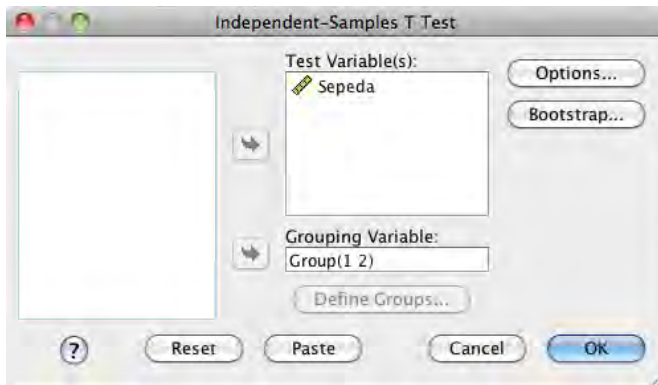 Independent-Samples T Test
Test Variable(s):
Sepeda
Options...
Bootstrap...
Grouping Variable:
Group(1 2)
Define Groups...
?
Reset
Paste
Cancel
OK